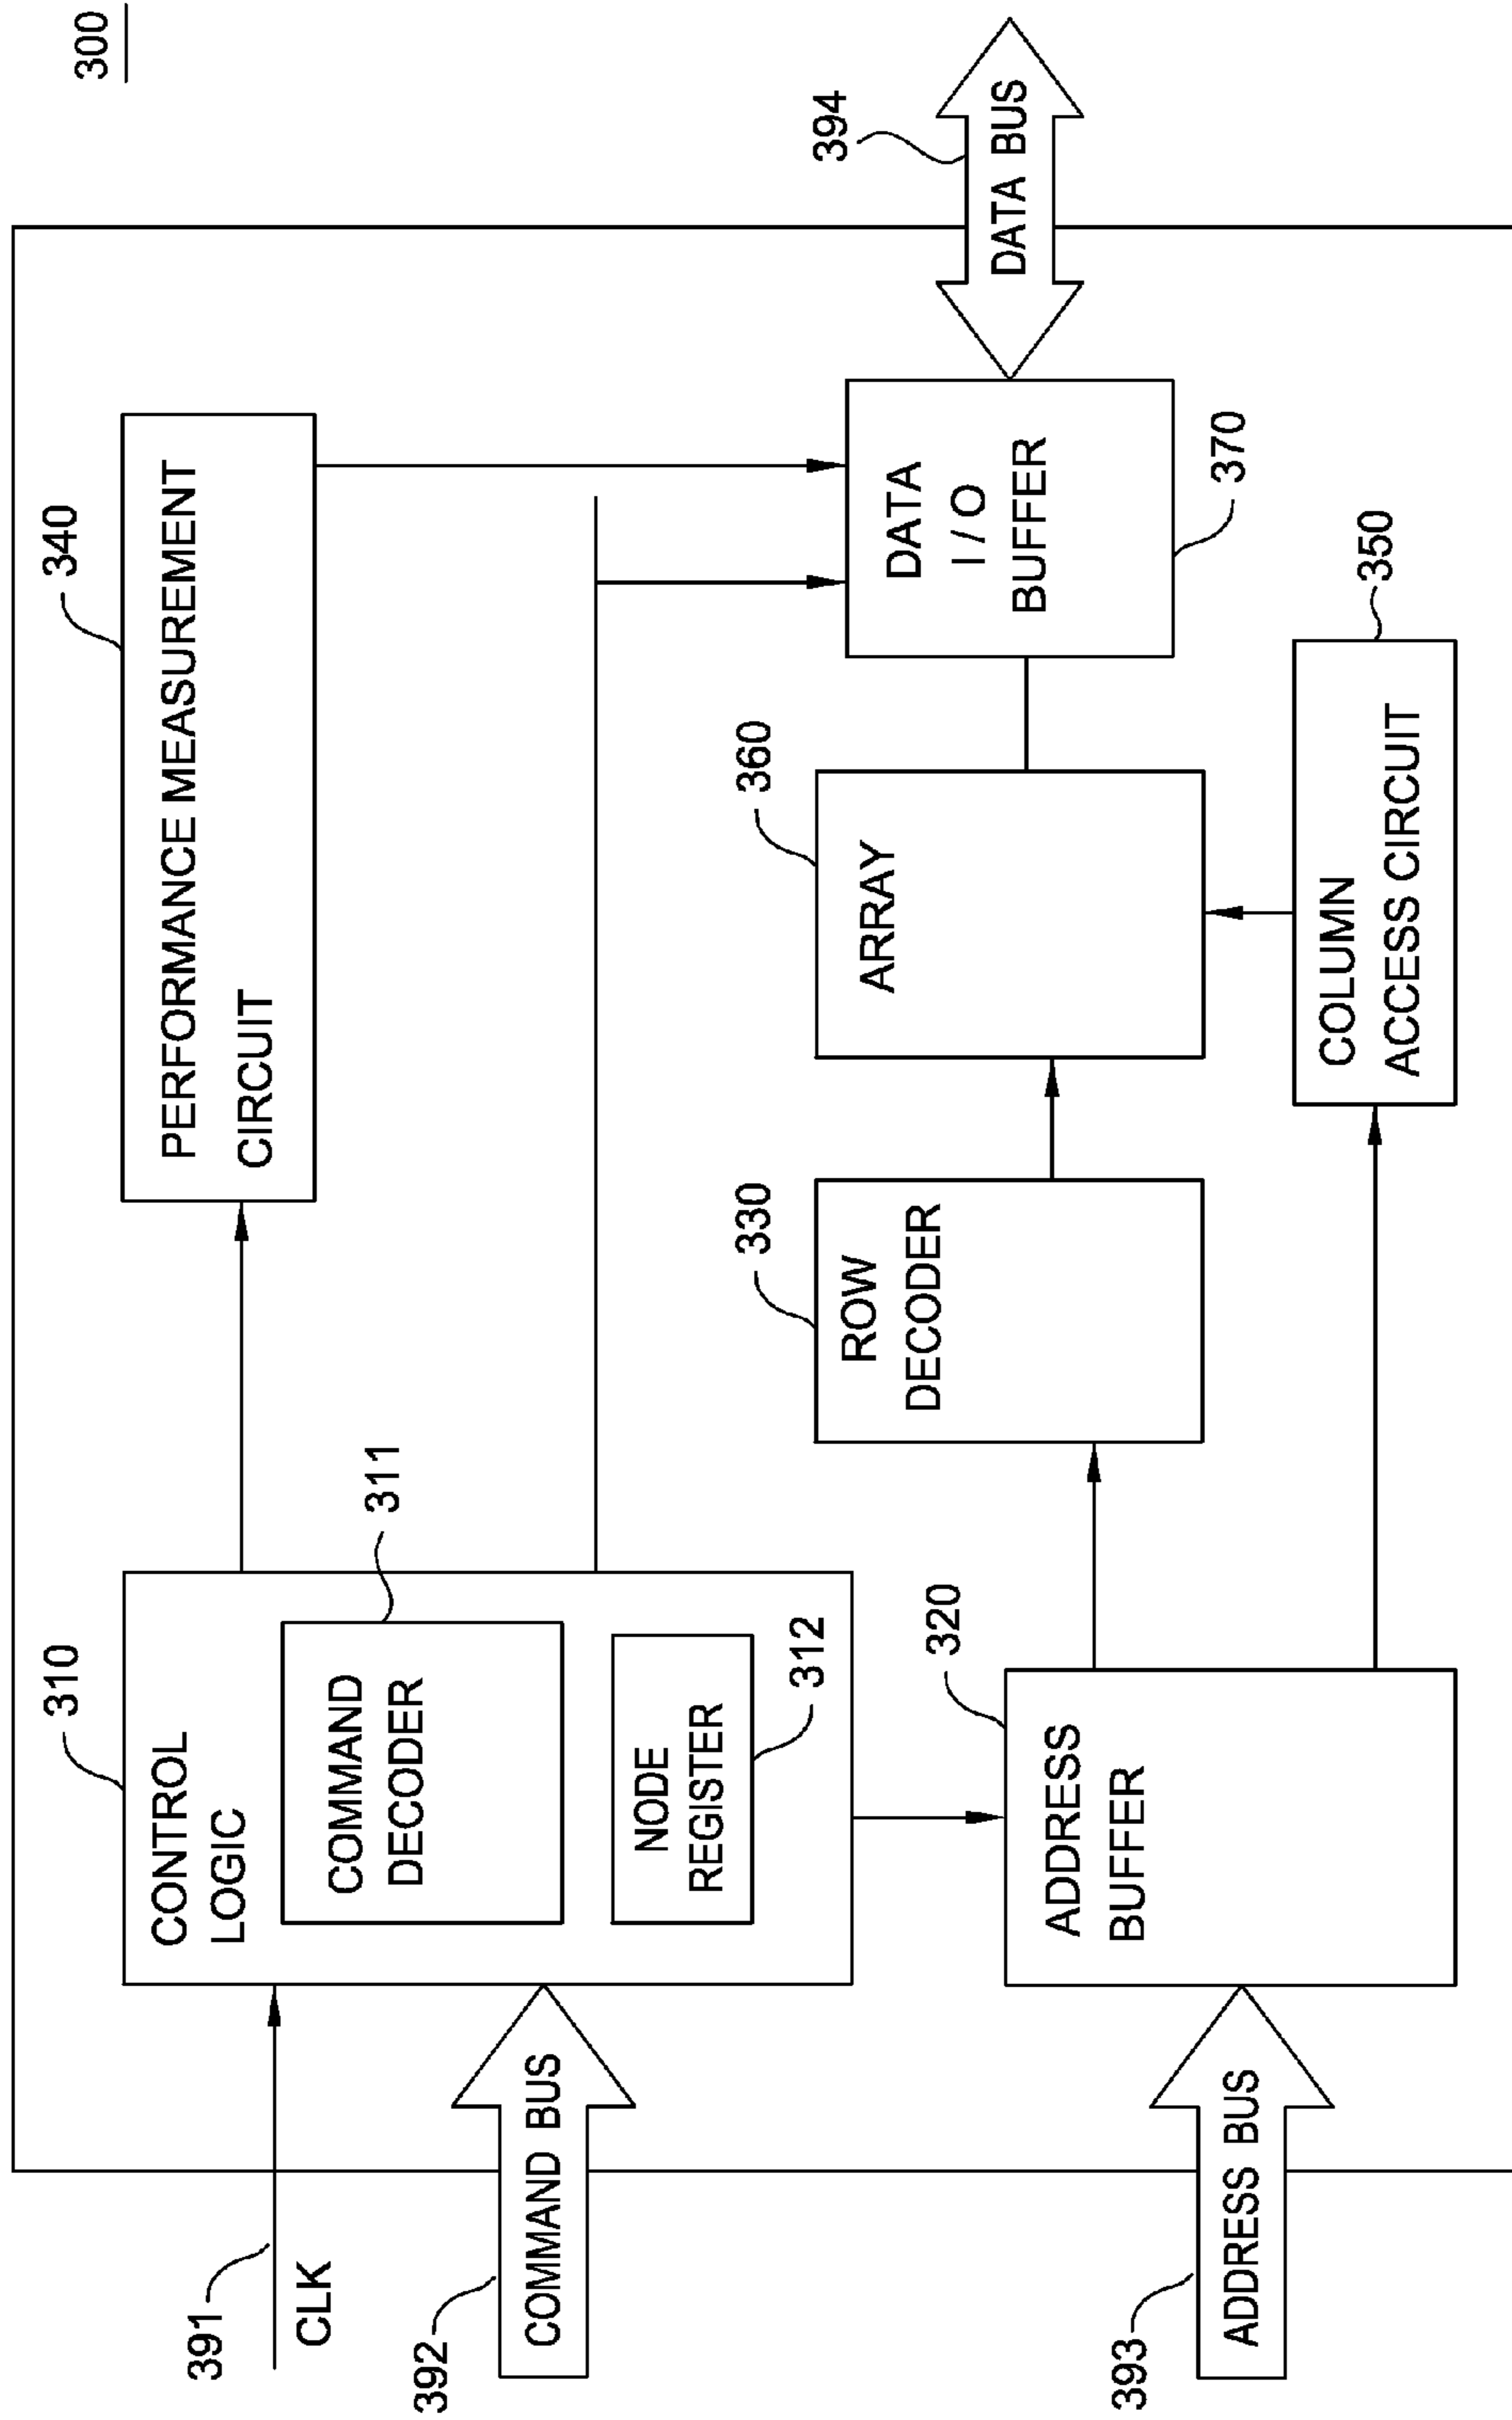 300
340
PERFORMANCE MEASUREMENT
CIRCUIT
310
CONTROL
LOGIC
311
COMMAND
DECODER
NODE
REGISTER
312
391
CLK
392
COMMAND BUS
320
ADDRESS
BUFFER
393
ADDRESS BUS
330
ROW
DECODER
360
ARRAY
350
COLUMN
ACCESS CIRCUIT
DATA
I / O
BUFFER
370
394
DATA BUS